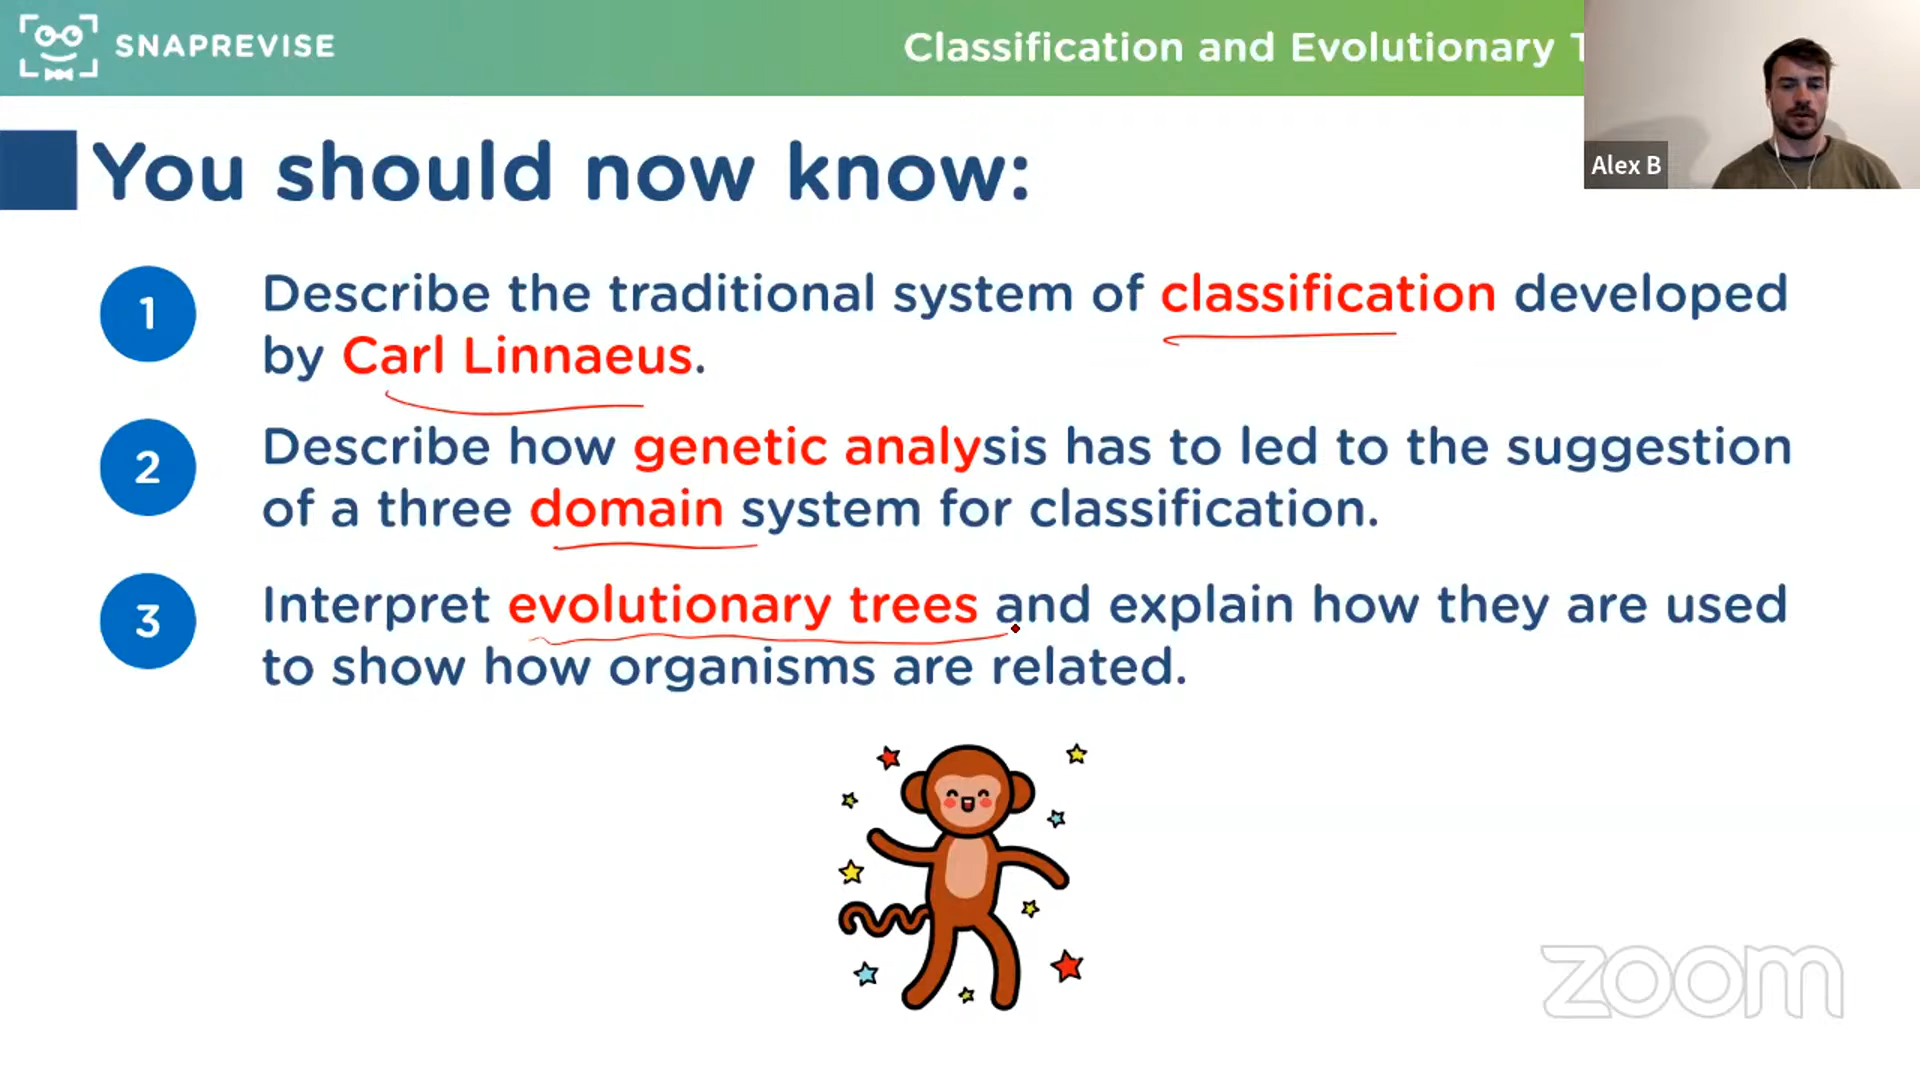 SNAPREVISE
Classification and Evolutionary T
Alex B
You should now know:
1
Describe the traditional system of classification developed
by Carl Linnaeus.
2
Describe how genetic analysis has to led to the suggestion
of a three domain system for classification.
3
Interpret evolutionary trees and explain how they are used
to show how organisms are related.
zoom